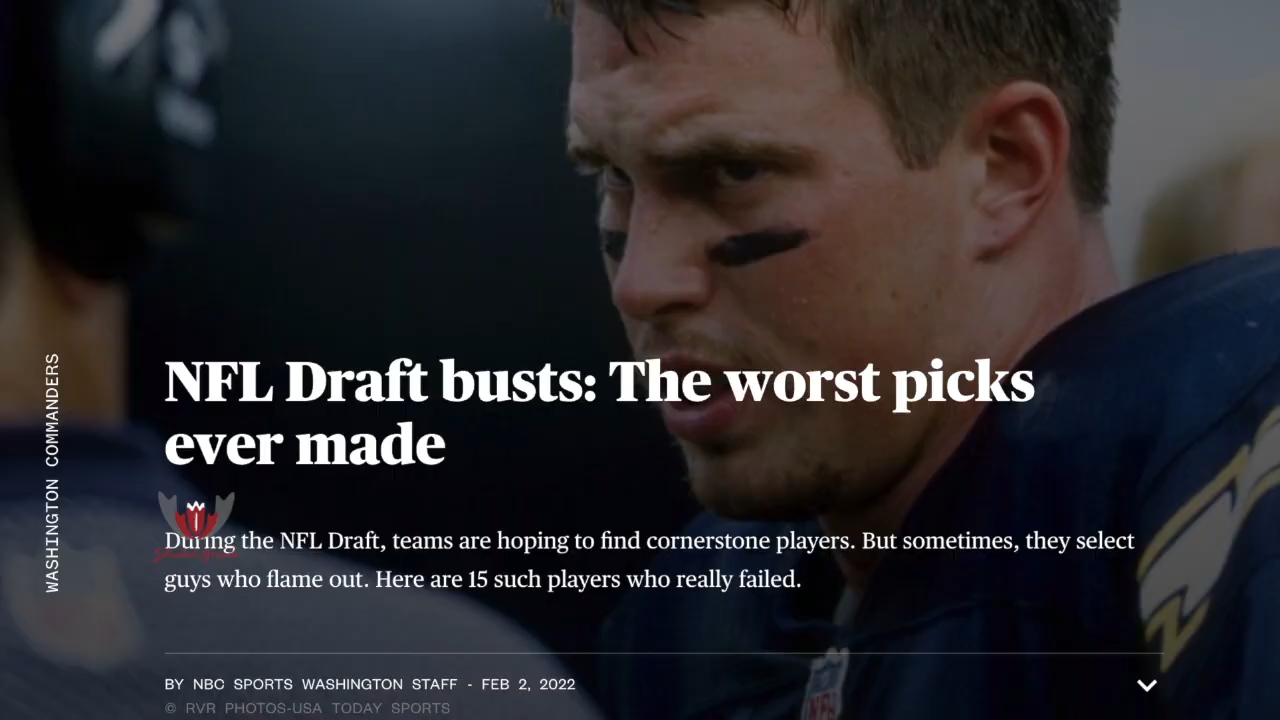 NFL Draft busts: The worst picks
ever made
During the NFL Draft, teams are hoping to find cornerstone players. But sometimes, they select
guys who flame out. Here are 15 such players who really failed.
WASHINGTON COMMANDERS
BY NBC SPORTS WASHINGTON STAFF - FEB 2, 2022
© RVR PHOTOS-USA TODAY SPORTS